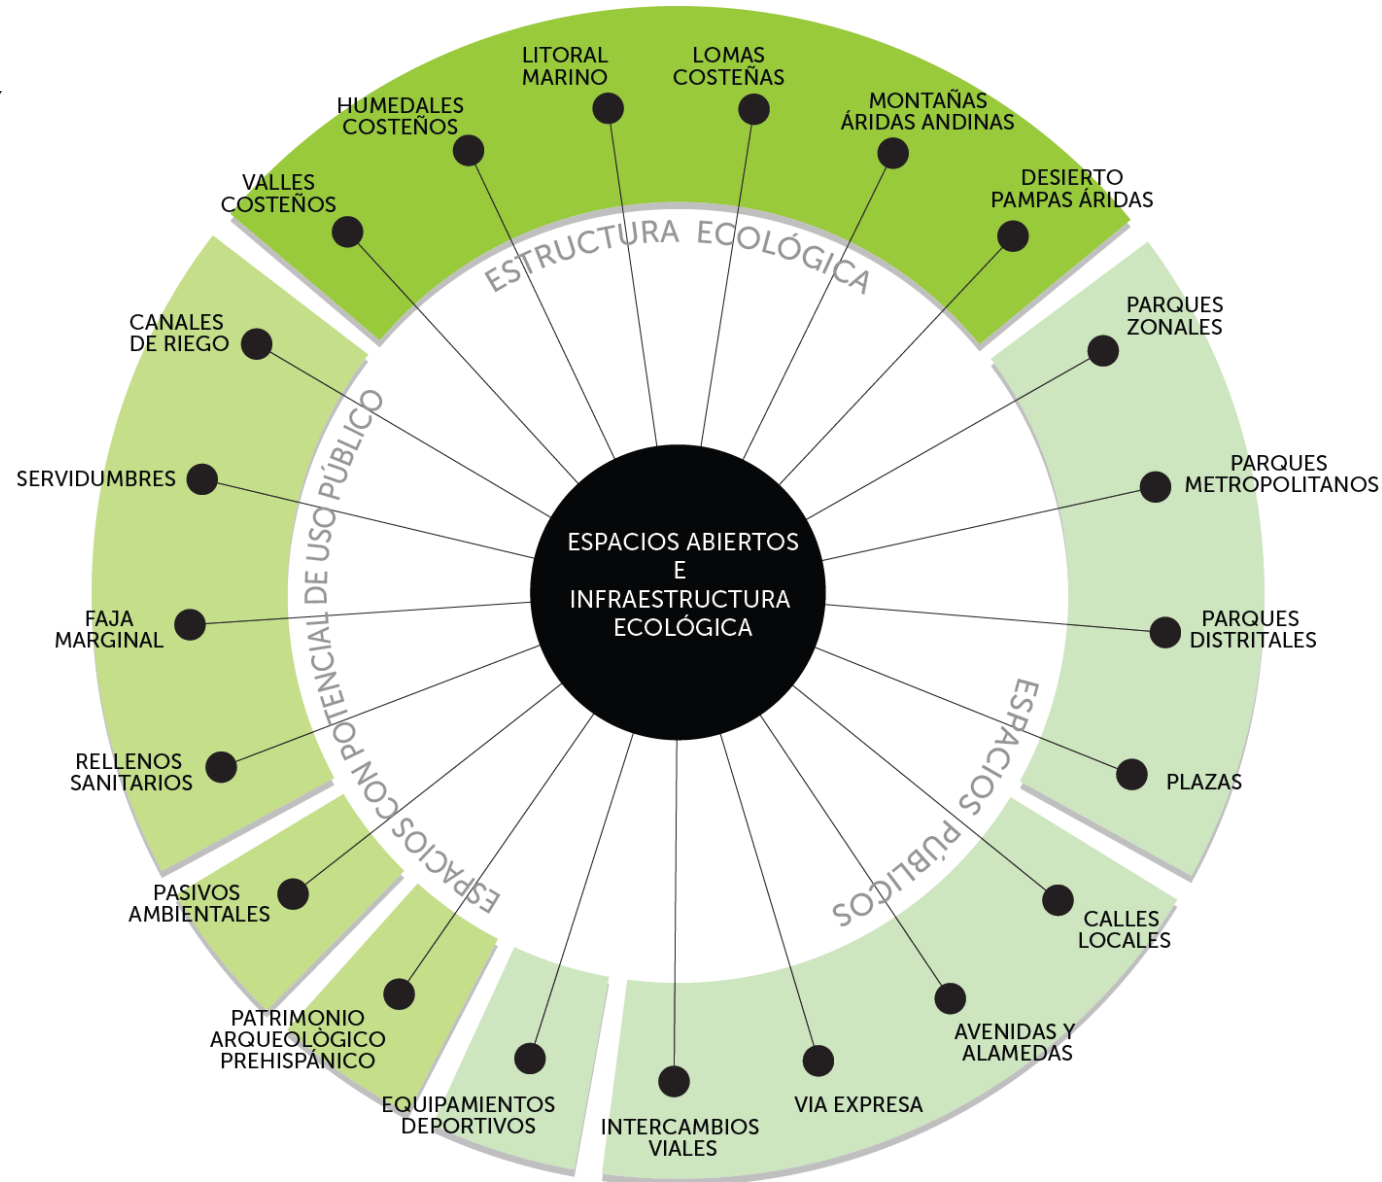 LITORAL
MARINO
LOMAS
COSTEÑAS
HUMEDALES
COSTEÑOS
MONTAÑAS
ÁRIDAS ANDINAS
VALLES
COSTEÑOS
DESIERTO
PAMPAS ÁRIDAS
ESTRUCTURA ECOLÓGICA
CANALES
DE RIEGO
PARQUES
ZONALES
SERVIDUMBRES
PARQUES
METROPOLITANOS
ESPACIOS CON POTENCIAL DE USO PÚBLICO
ESPACIOS ABIERTOS
E
INFRAESTRUCTURA
ECOLÓGICA
FAJA
MARGINAL
PARQUES
DISTRITALES
ESPACIOS PÚBLICOS
RELLENOS
SANITARIOS
PLAZAS
PASIVOS
AMBIENTALES
CALLES
LOCALES
PATRIMONIO
ARQUEOLÒGICO
PREHISPÁNICO
AVENIDAS Y
ALAMEDAS
EQUIPAMIENTOS
DEPORTIVOS
VIA EXPRESA
INTERCAMBIOS
VIALES